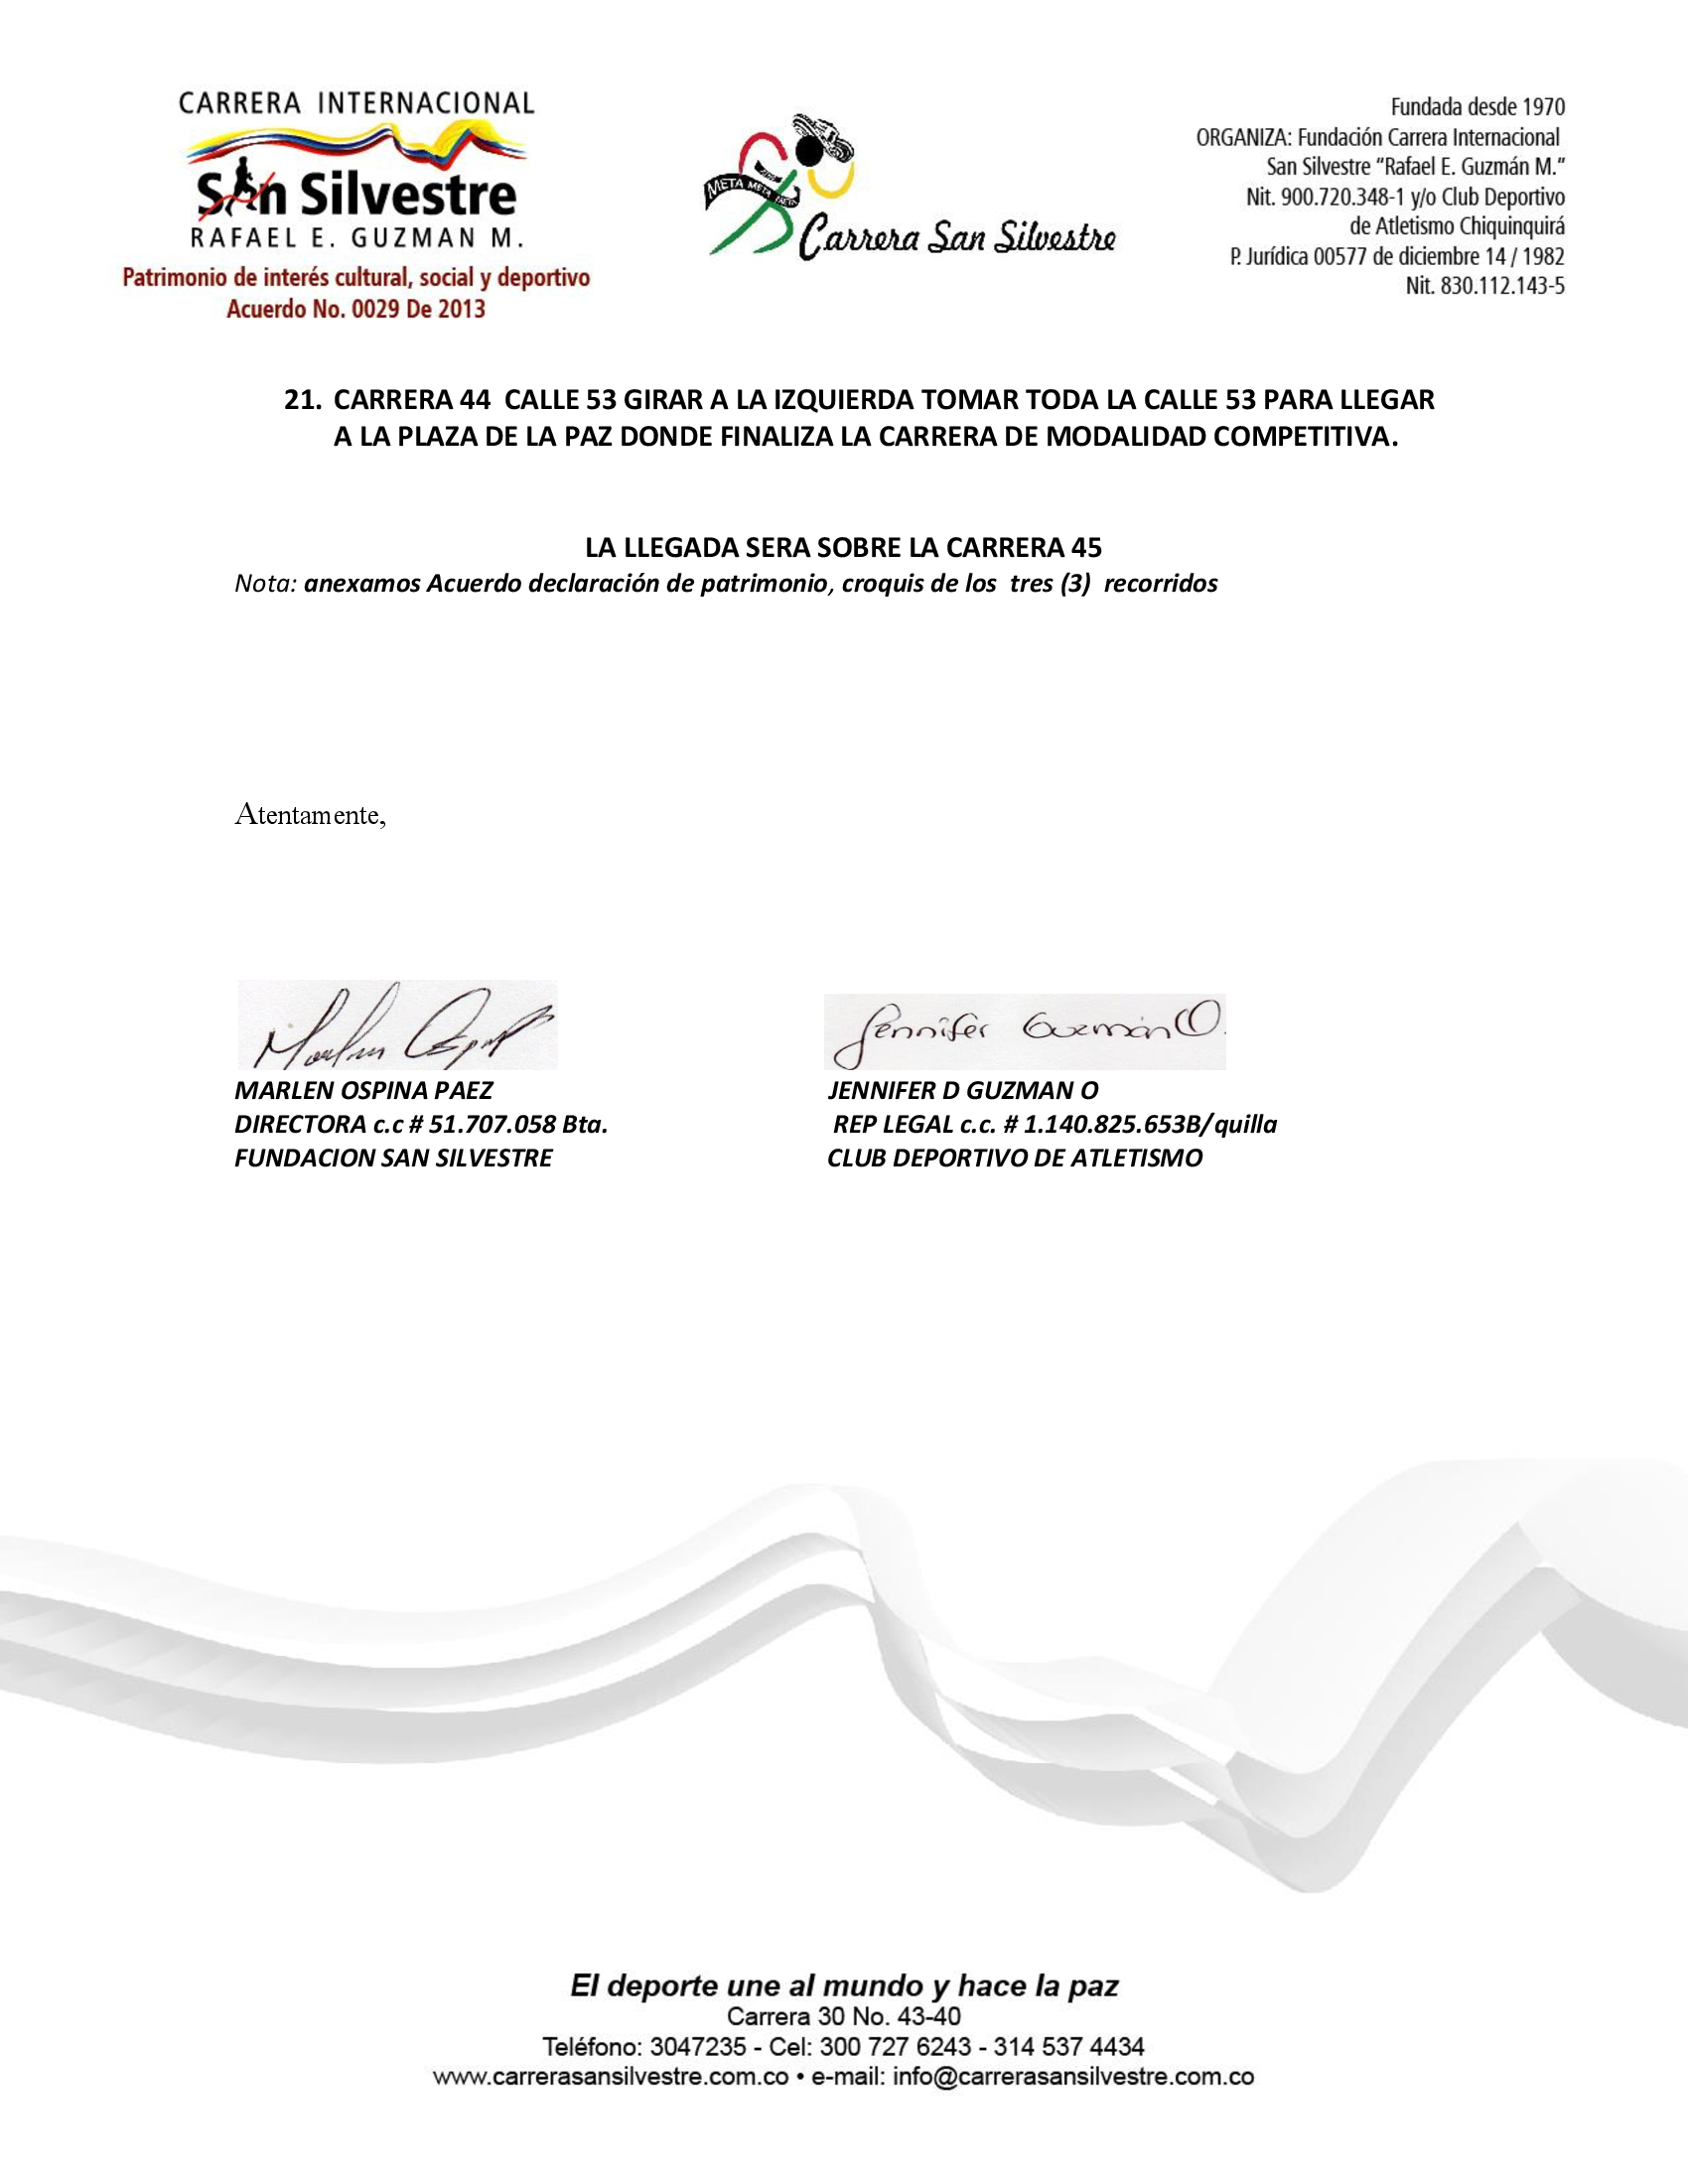 CARRERA INTERNACIONAL
San Silvestre
RAFAEL E. GUZMAN M.
Patrimonio de interés cultural, social y deportivo
Acuerdo No. 0029 De 2013
META META META
Carrera San Silvestre
Fundada desde 1970
ORGANIZA: Fundación Carrera Internacional
San Silvestre “Rafael E. Guzmán M.”
Nit. 900.720.348-1 y/o Club Deportivo
de Atletismo Chiquinquirá
P. Jurídica 00577 de diciembre 14 / 1982
Nit. 830.112.143-5
21. CARRERA 44 CALLE 53 GIRAR A LA IZQUIERDA TOMAR TODA LA CALLE 53 PARA LLEGAR
A LA PLAZA DE LA PAZ DONDE FINALIZA LA CARRERA DE MODALIDAD COMPETITIVA.
LA LLEGADA SERA SOBRE LA CARRERA 45
Nota: anexamos Acuerdo declaración de patrimonio, croquis de los tres (3) recorridos
Atentamente,
Marlen Ospina
Jennifer Guzmán O.
MARLEN OSPINA PAEZ JENNIFER D GUZMAN O
DIRECTORA c.c # 51.707.058 Bta. REP LEGAL c.c. # 1.140.825.653B/quilla
FUNDACION SAN SILVESTRE CLUB DEPORTIVO DE ATLETISMO
El deporte une al mundo y hace la paz
Carrera 30 No. 43-40
Teléfono: 3047235 - Cel: 300 727 6243 - 314 537 4434
www.carrerasansilvestre.com.co • e-mail: info@carrerasansilvestre.com.co